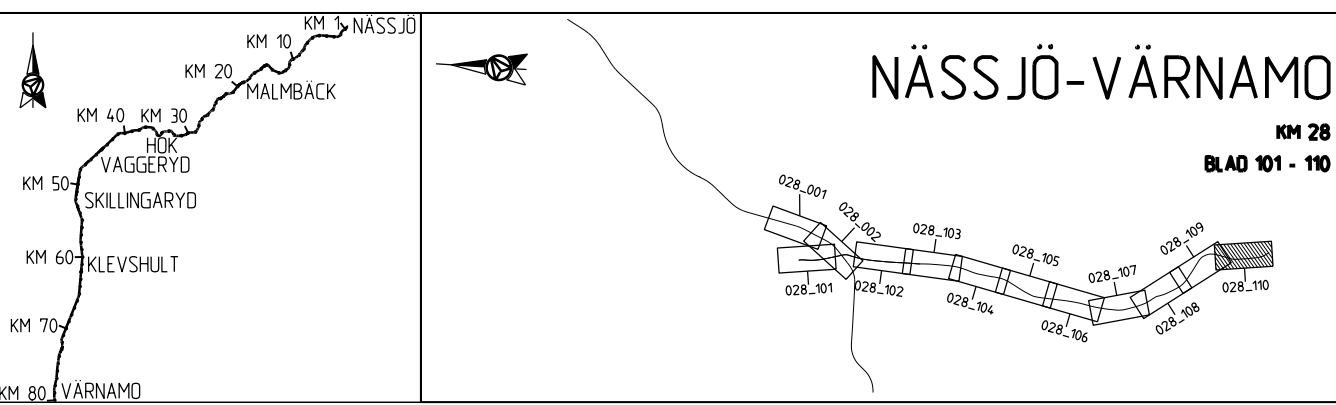 KM 1
NÄSSJÖ
KM 10
KM 20
MALMBÄCK
KM 40
KM 30
HOK
VAGGERYD
KM 50
SKILLINGARYD
KM 60
KLEVSHULT
KM 70
KM 80
VÄRNAMO
NÄSSJÖ-VÄRNAMO
KM 28
BLAD 101 - 110
028_001
028_002
028_101
028_102
028_103
028_104
028_105
028_106
028_107
028_108
028_109
028_110